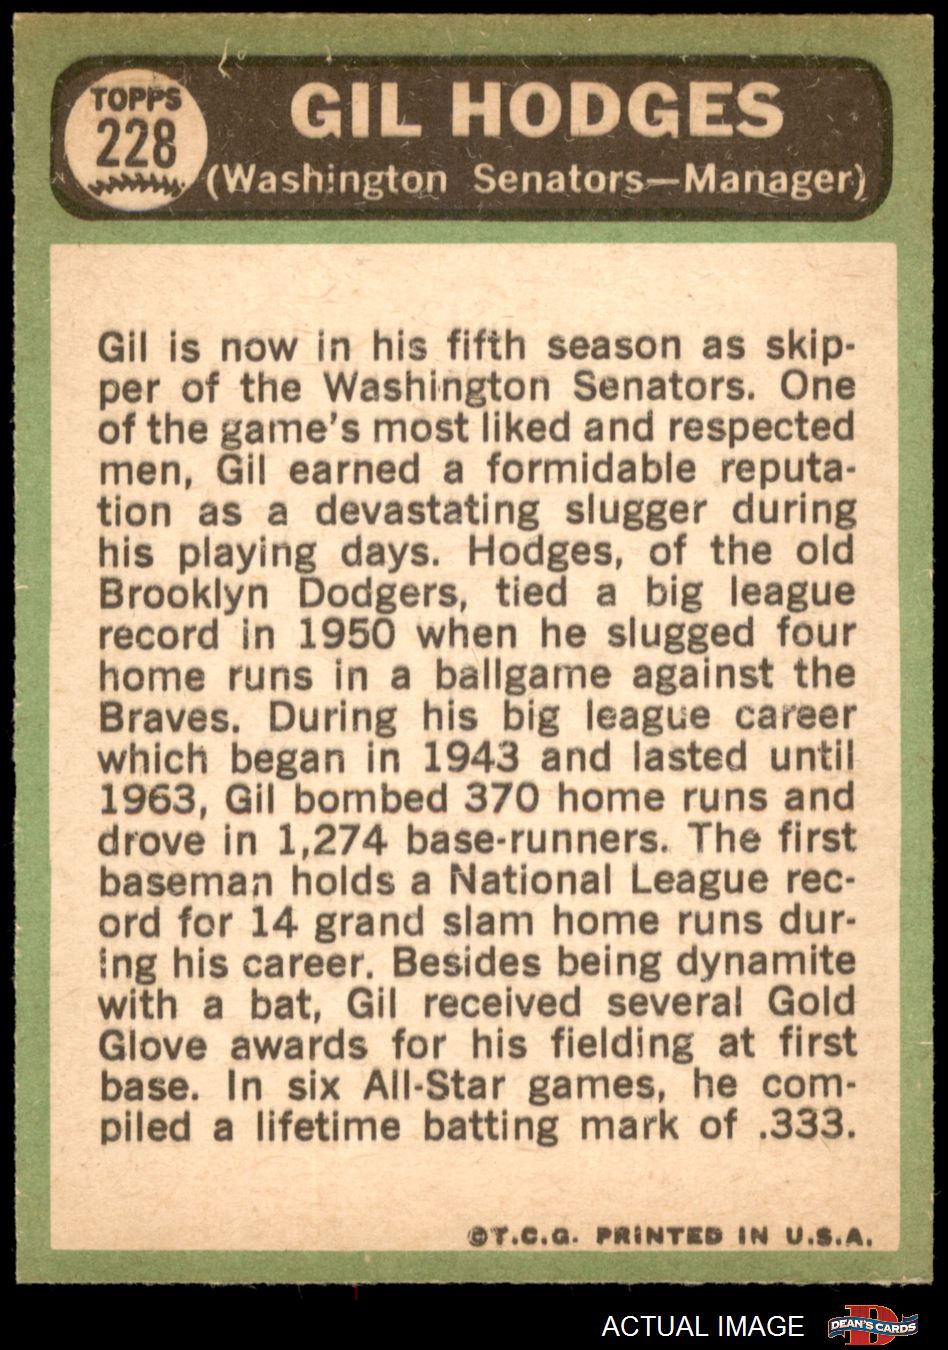 TOPPS
228
GIL HODGES
(Washington Senators—Manager)
Gil is now in his fifth season as skip-
per of the Washington Senators. One
of the game's most liked and respected
men, Gil earned a formidable reputa-
tion as a devastating slugger during
his playing days. Hodges, of the old
Brooklyn Dodgers, tied a big league
record in 1950 when he slugged four
home runs in a ballgame against the
Braves. During his big league career
which began in 1943 and lasted until
1963, Gil bombed 370 home runs and
drove in 1,274 base-runners. The first
baseman holds a National League rec-
ord for 14 grand slam home runs dur-
ing his career. Besides being dynamite
with a bat, Gil received several Gold
Glove awards for his fielding at first
base. In six All-Star games, he com-
piled a lifetime batting mark of .333.
©T.C.G. PRINTED IN U.S.A.
ACTUAL IMAGE
DEAN'S CARDS